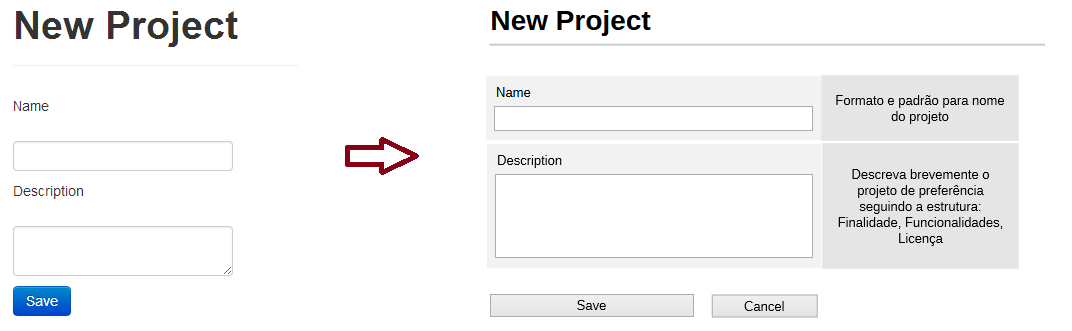 New Project
Name
Description
Save
New Project
Name
Formato e padrão para nome
do projeto
Description
Descreva brevemente o
projeto de preferência
seguindo a estrutura:
Finalidade, Funcionalidades,
Licença
Save
Cancel